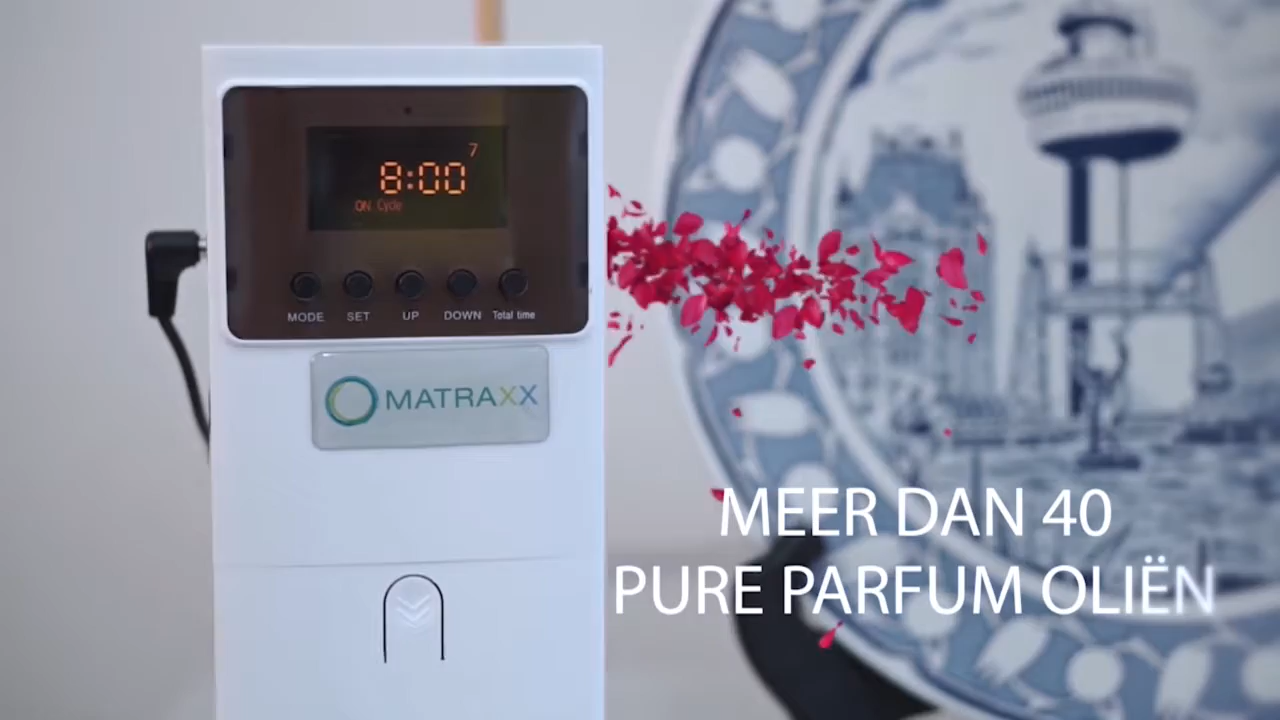 7
8:00
ON Cycle
MODE SET UP DOWN Total time
MATRAXX
MEER DAN 40
PURE PARFUM OLIËN